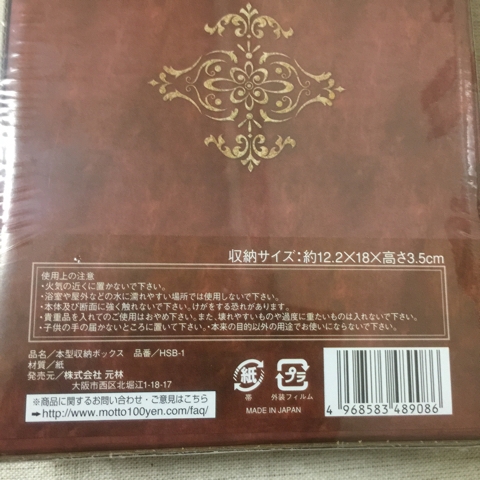 収納サイズ：約12.2×18×高さ3.5cm
使用上の注意
・火気の近くに置かないで下さい。
・浴室や屋外などの水に濡れやすい場所では使用しないで下さい。
・本体及び断面に強く触れないで下さい。けがをする恐れがあります。
・貴重品を入れてのご使用はおやめ下さい。また、壊れやすいものや過度に重たいものは入れないで下さい。
・子供の手の届かないところに置いて下さい。・本来の目的以外の用途でお使いにならないで下さい。
品名／本型収納ボックス 品番／HSB-1
材質／紙
発売元／株式会社 元林
大阪市西区北堀江1-18-17
※商品に関するお問い合わせ・ご意見はこちら
➡http://www.motto100yen.com/faq/
紙
プラ
帯 外装フィルム
MADE IN JAPAN
4 968583 489086